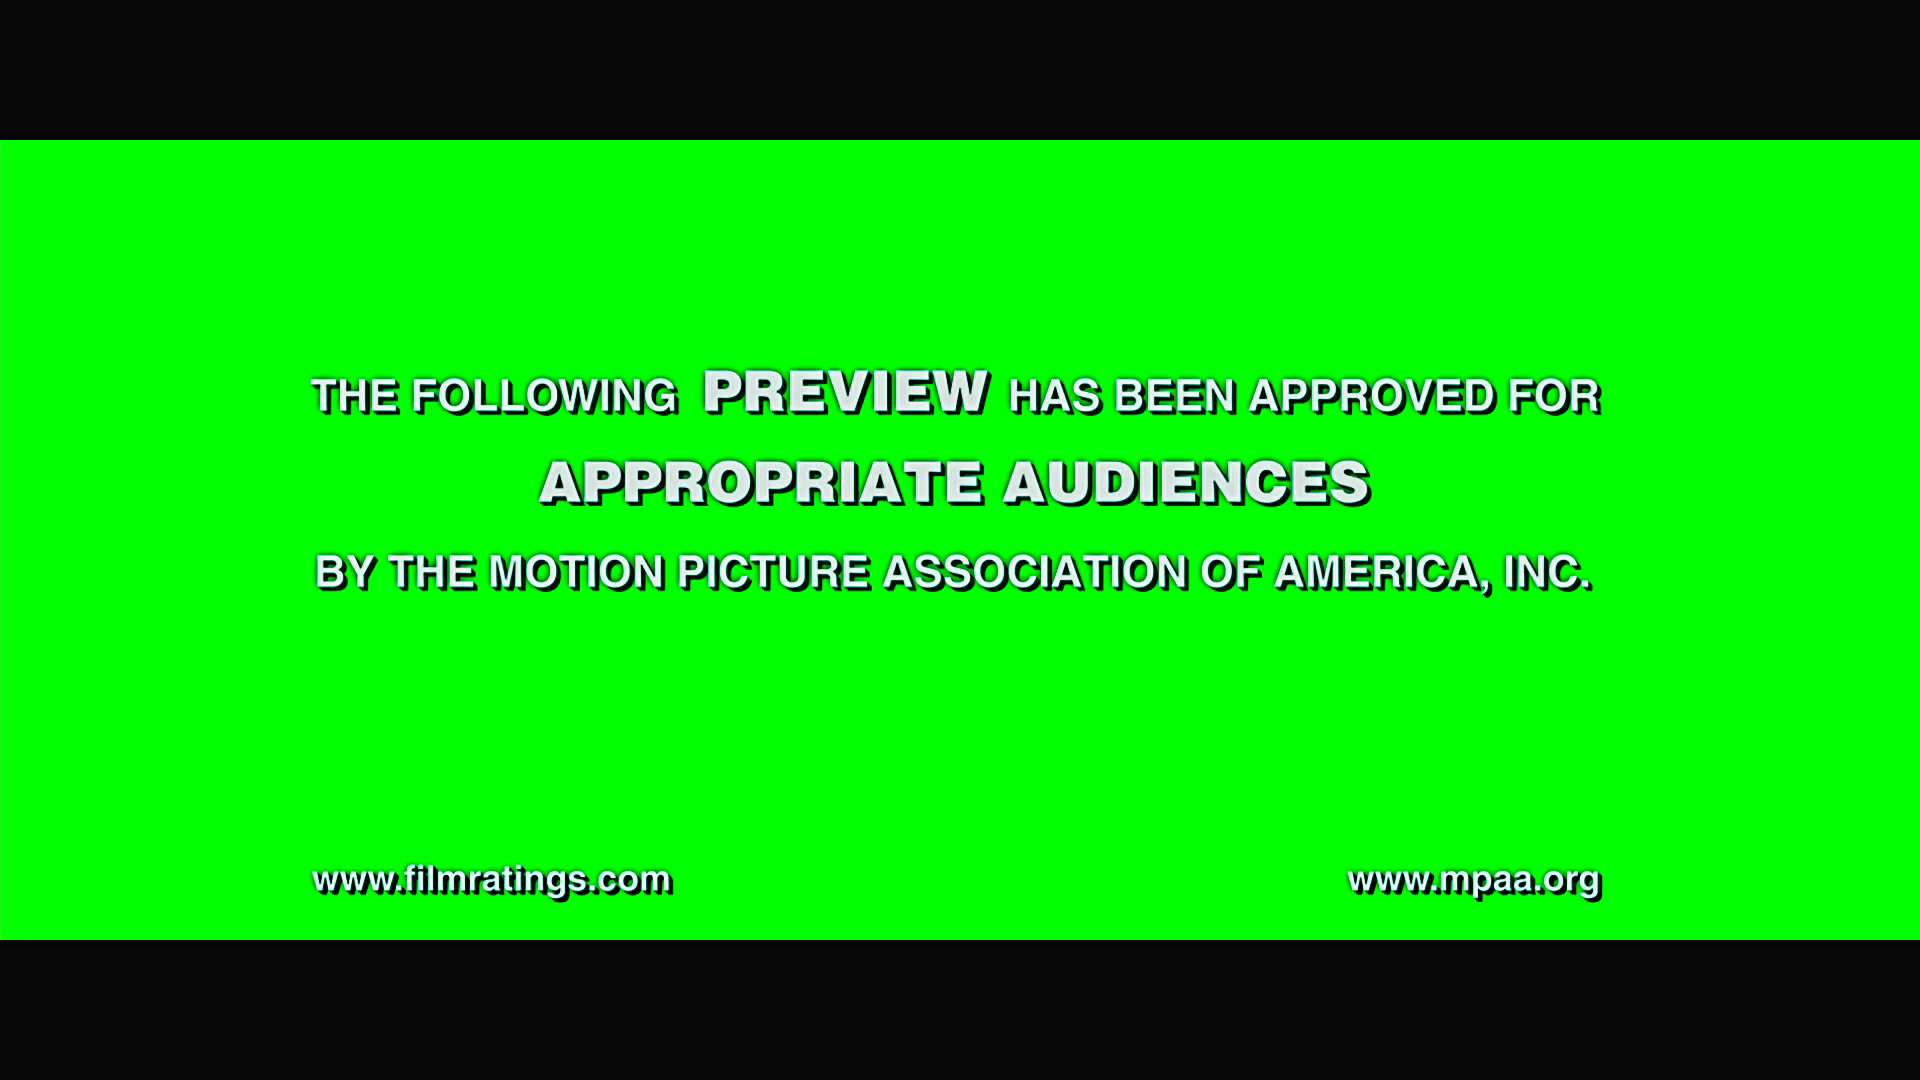 THE FOLLOWING PREVIEW HAS BEEN APPROVED FOR
APPROPRIATE AUDIENCES
BY THE MOTION PICTURE ASSOCIATION OF AMERICA, INC.
www.filmratings.com
www.mpaa.org